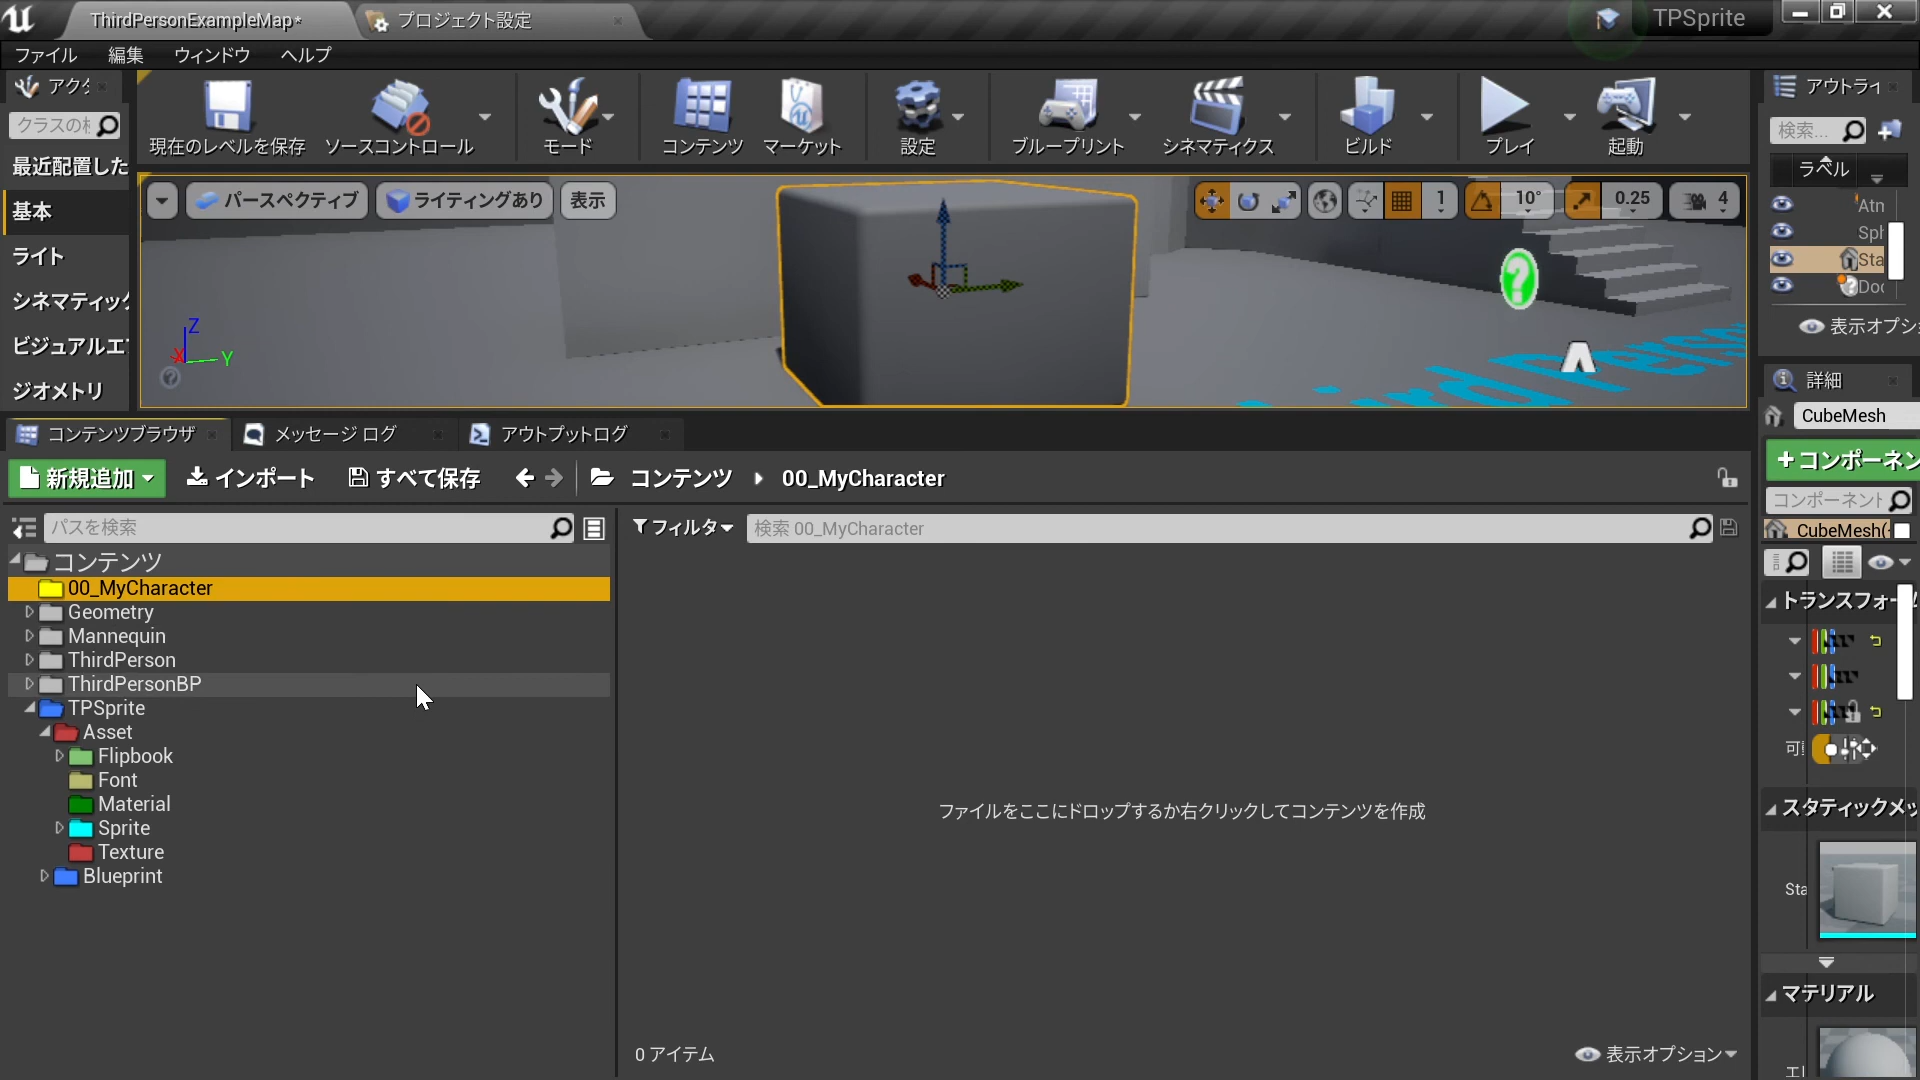 ThirdPersonExampleMap*
プロジェクト設定
TPSprite
ファイル 編集 ウィンドウ ヘルプ
クラスの
最近配置した
基本
ライト
シネマティック
ビジュアルエフ
ジオメトリ
現在のレベルを保存
ソースコントロール
モード
コンテンツ
マーケット
設定
ブループリント
シネマティクス
ビルド
プレイ
起動
パースペクティブ
ライティングあり
表示
1
10°
0.25
4
Z
X
Y
アウトライ
検索...
ラベル
Atn
Sph
Sta
Doc
表示オプシ
詳細
CubeMesh
+コンポーネン
コンポーネント
CubeMesh(
トランスフォーム
スタティックメッ
Sta
マテリアル
コンテンツブラウザ
メッセージ ログ
アウトプットログ
新規追加
インポート
すべて保存
コンテンツ
00_MyCharacter
パスを検索
フィルタ
検索 00_MyCharacter
コンテンツ
00_MyCharacter
Geometry
Mannequin
ThirdPerson
ThirdPersonBP
TPSprite
Asset
Flipbook
Font
Material
Sprite
Texture
Blueprint
ファイルをここにドロップするか右クリックしてコンテンツを作成
0 アイテム
表示オプション